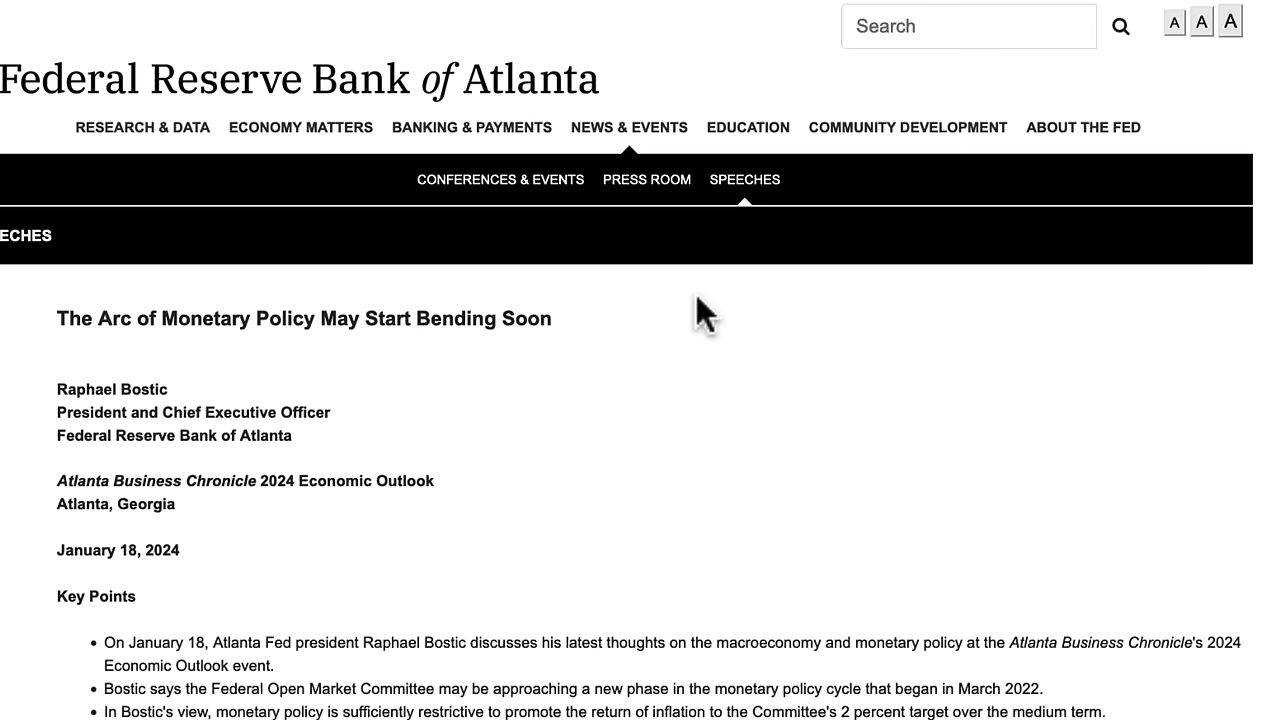 Search
A A A
Federal Reserve Bank of Atlanta
RESEARCH & DATA ECONOMY MATTERS BANKING & PAYMENTS NEWS & EVENTS EDUCATION COMMUNITY DEVELOPMENT ABOUT THE FED
CONFERENCES & EVENTS PRESS ROOM SPEECHES
ECHES
The Arc of Monetary Policy May Start Bending Soon
Raphael Bostic
President and Chief Executive Officer
Federal Reserve Bank of Atlanta
Atlanta Business Chronicle 2024 Economic Outlook
Atlanta, Georgia
January 18, 2024
Key Points
• On January 18, Atlanta Fed president Raphael Bostic discusses his latest thoughts on the macroeconomy and monetary policy at the Atlanta Business Chronicle's 2024
Economic Outlook event.
• Bostic says the Federal Open Market Committee may be approaching a new phase in the monetary policy cycle that began in March 2022.
• In Bostic's view, monetary policy is sufficiently restrictive to promote the return of inflation to the Committee's 2 percent target over the medium term.